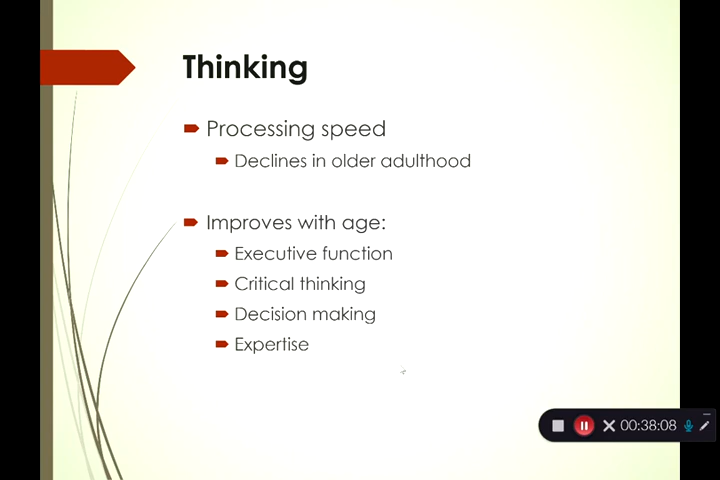 Thinking
Processing speed
Declines in older adulthood
Improves with age:
Executive function
Critical thinking
Decision making
Expertise
00:38:08